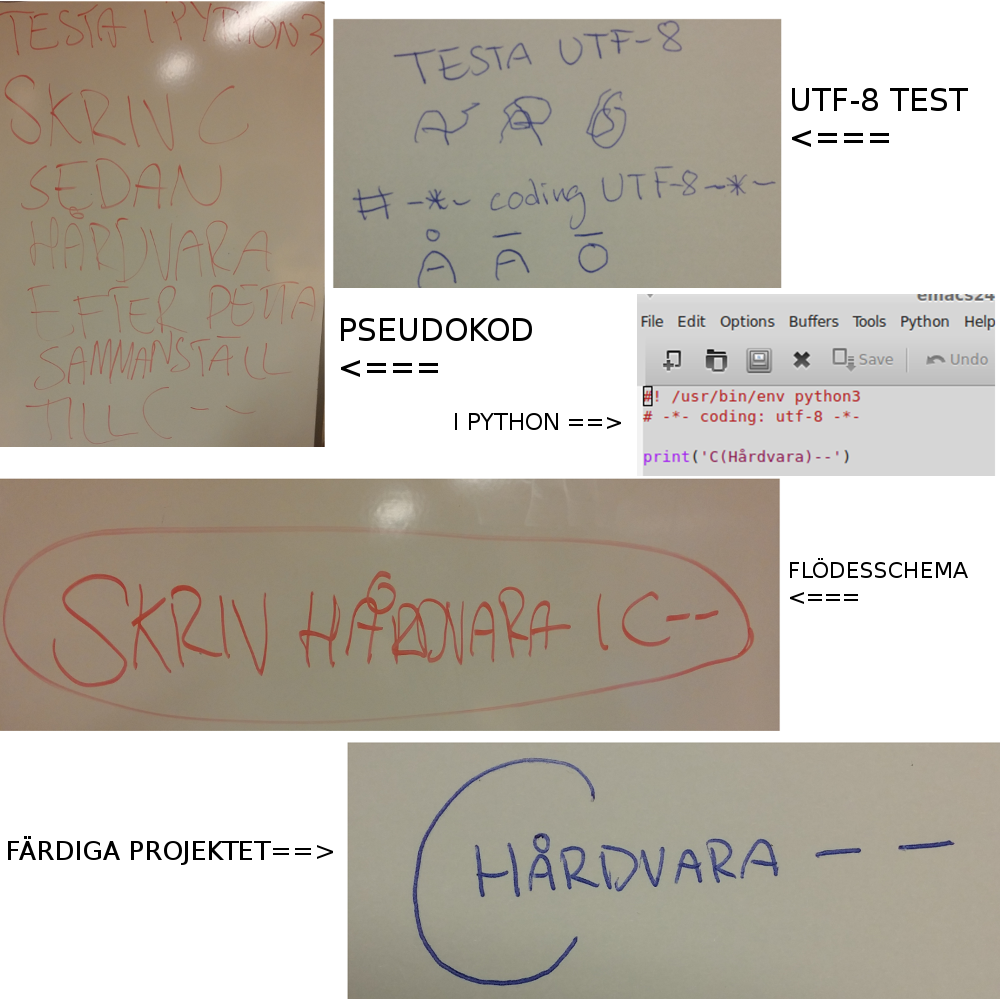 TESTA I PYTHON3
SKRIV C
SEDAN
HÅRDVARA
EFTER DETTA
SAMMANSTÄLL
TILL C --
TESTA UTF-8
# -*- coding UTF-8 -*-
Å Ā Ō
UTF-8 TEST
<===
PSEUDOKOD
<===
I PYTHON ==>
emacs24
File Edit Options Buffers Tools Python Help
Save Undo
#! /usr/bin/env python3
# -*- coding: utf-8 -*-
print('C(Hårdvara)--')
SKRIV HÅRDVARA I C--
FLÖDESSCHEMA
<===
FÄRDIGA PROJEKTET==>
C HÅRDVARA - -